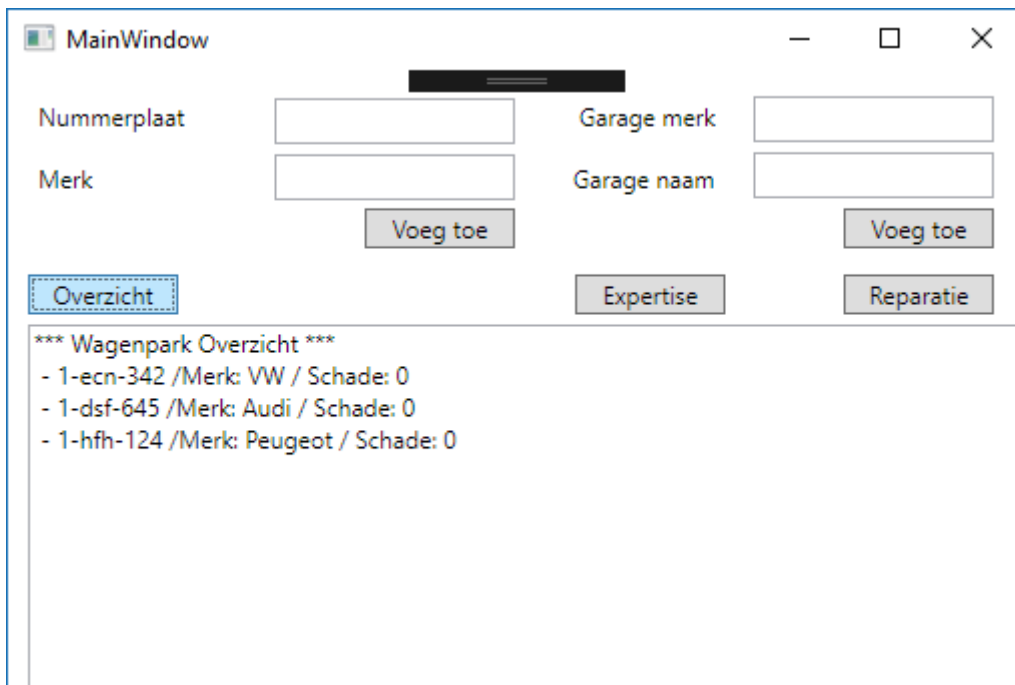 MainWindow
Nummerplaat
Garage merk
Merk
Garage naam
Voeg toe
Voeg toe
Overzicht
Expertise
Reparatie
*** Wagenpark Overzicht ***
- 1-ecn-342 /Merk: VW / Schade: 0
- 1-dsf-645 /Merk: Audi / Schade: 0
- 1-hfh-124 /Merk: Peugeot / Schade: 0